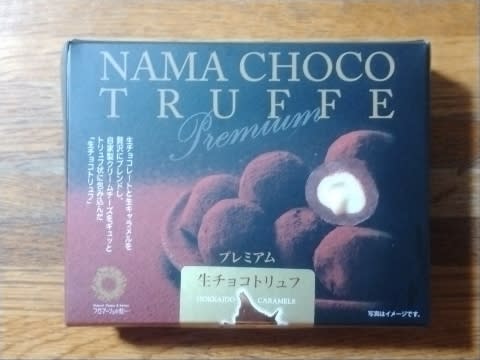 NAMA CHOCO
TRUFFE
Premium
生チョコレートと生キャラメルを
贅沢にブレンドし、
自家製クリームチーズをギュッと
トリュフ状に包み込んだ
「生チョコトリュフ」
プレミアム
生チョコトリュフ
HOKKAIDO CARAMELS
写真はイメージです。